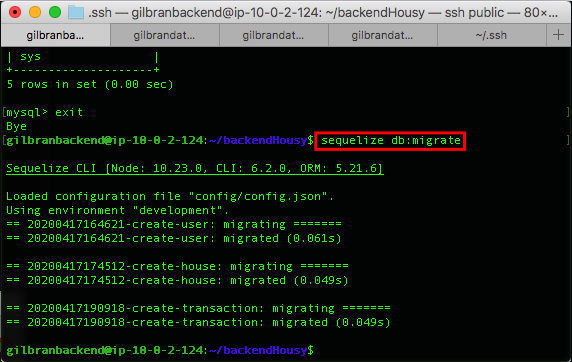 .ssh — gilbranbackend@ip-10-0-2-124: ~/backendHousy — ssh public — 80×...
gilbranba... gilbrandat... gilbrandat... gilbrandat... ~/.ssh +
| sys |
+--------------------+
5 rows in set (0.00 sec)
[mysql> exit ]
Bye
[gilbranbackend@ip-10-0-2-124:~/backendHousy$ sequelize db:migrate ]
Sequelize CLI [Node: 10.23.0, CLI: 6.2.0, ORM: 5.21.6]
Loaded configuration file "config/config.json".
Using environment "development".
== 20200417164621-create-user: migrating =======
== 20200417164621-create-user: migrated (0.061s)
== 20200417174512-create-house: migrating =======
== 20200417174512-create-house: migrated (0.049s)
== 20200417190918-create-transaction: migrating =======
== 20200417190918-create-transaction: migrated (0.049s)
gilbranbackend@ip-10-0-2-124:~/backendHousy$